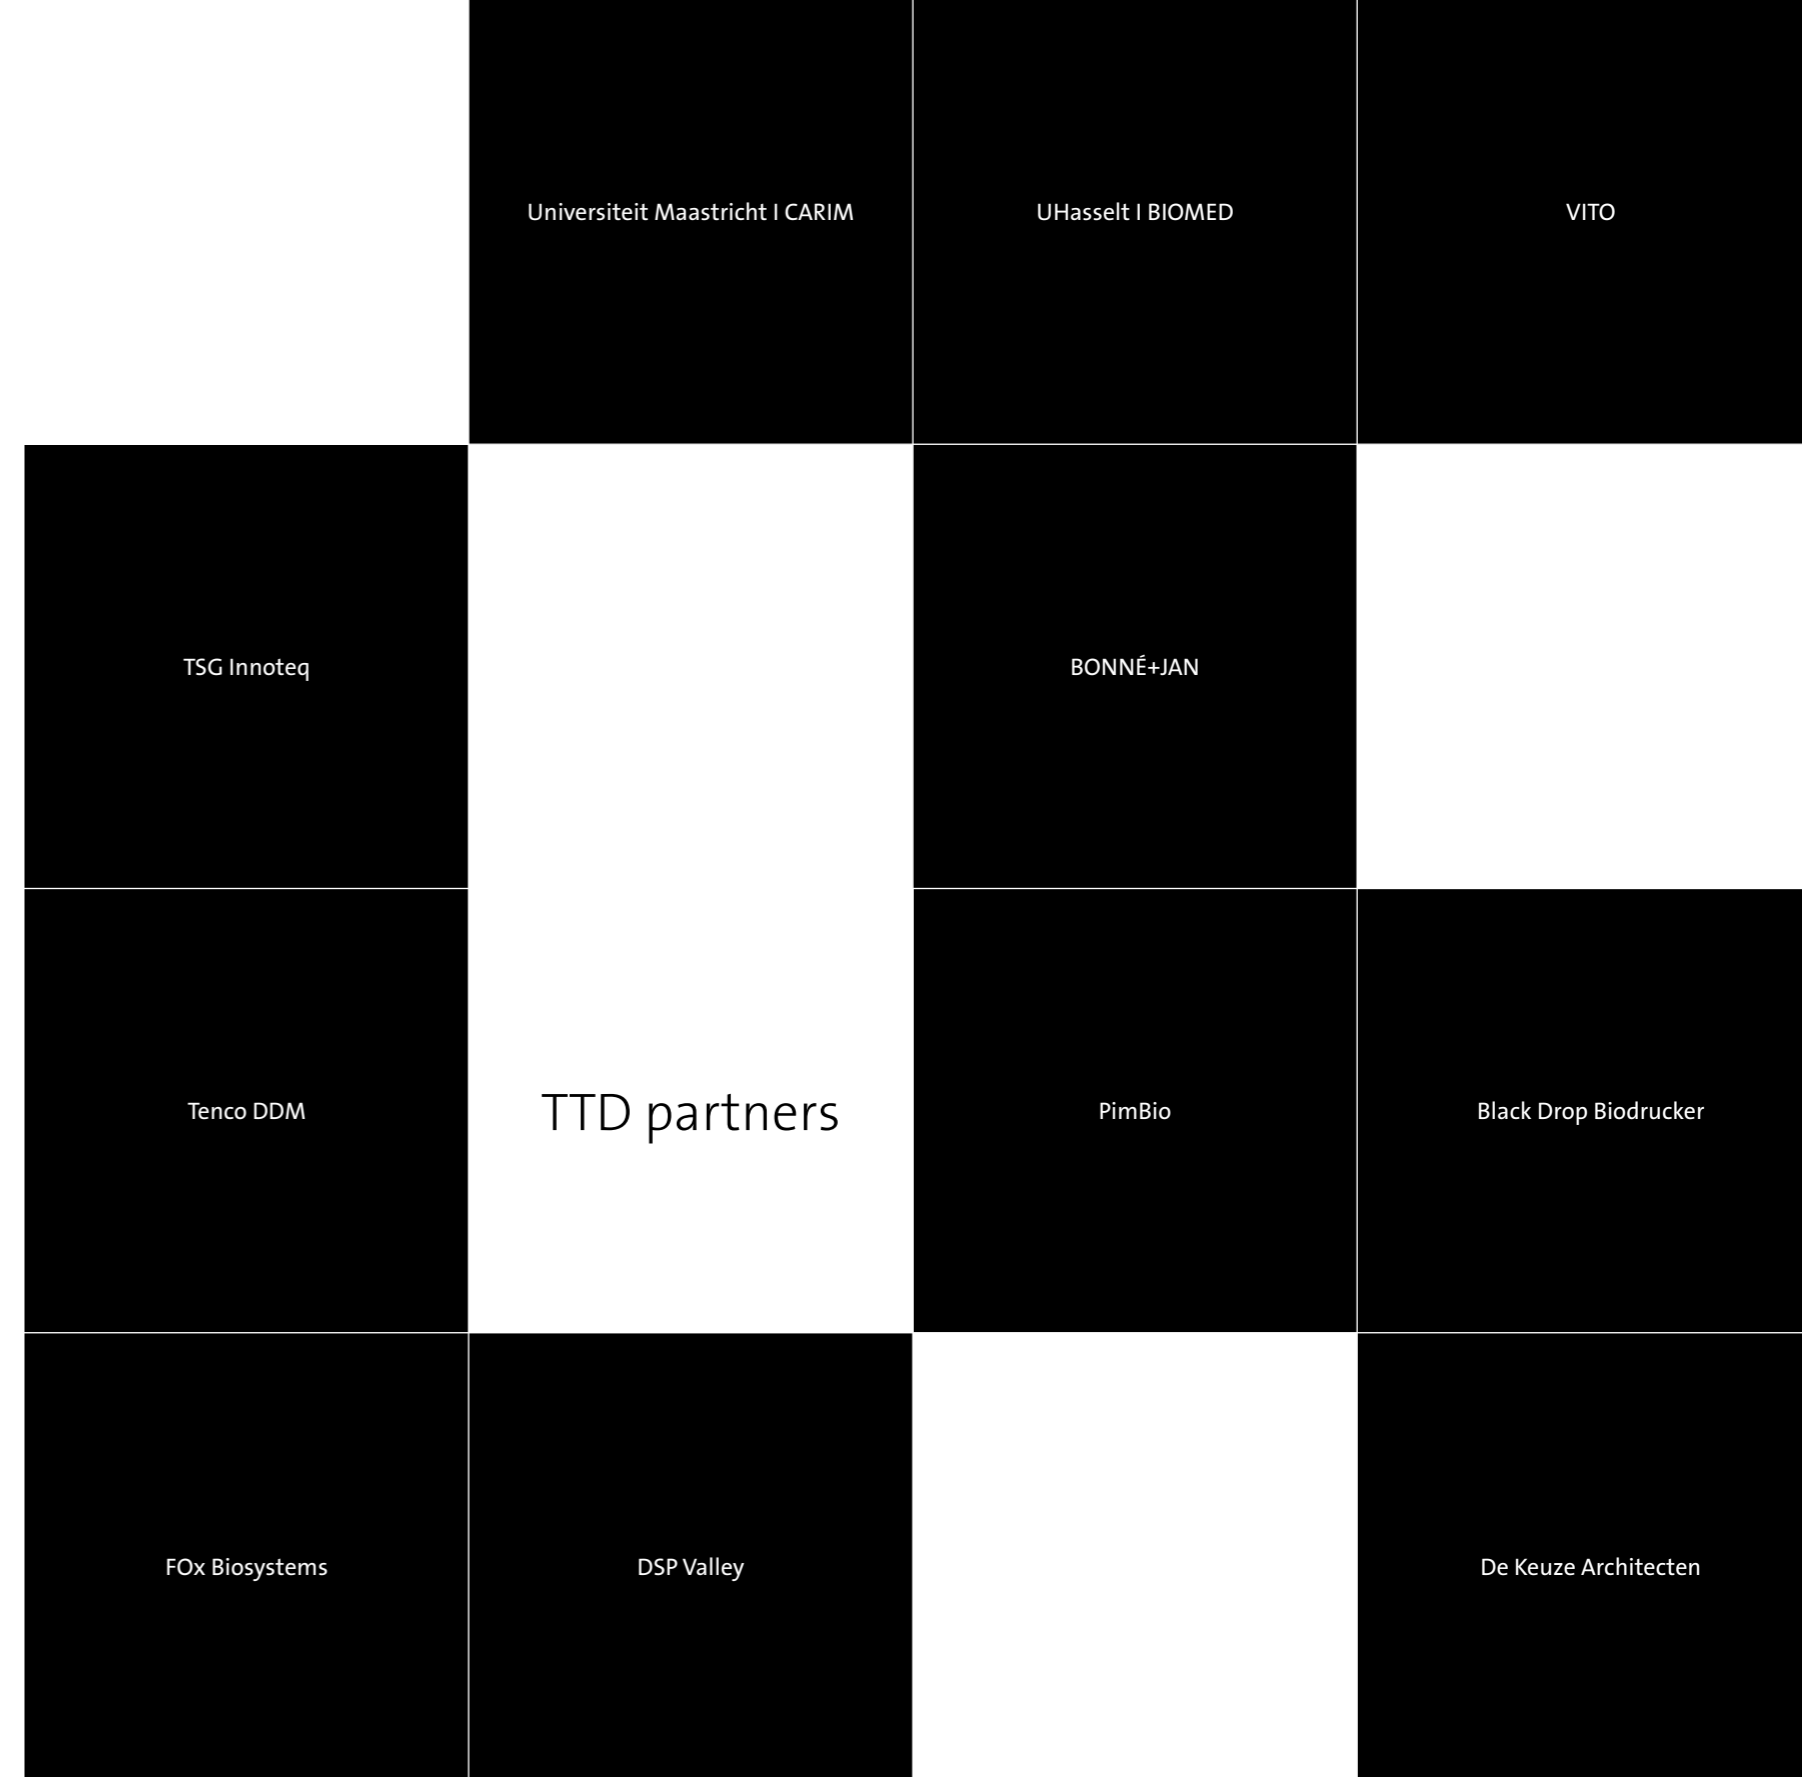 Universiteit Maastricht I CARIM
UHasselt I BIOMED
VITO
TSG Innoteq
BONNÉ+JAN
Tenco DDM
TTD partners
PimBio
Black Drop Biodrucker
FOx Biosystems
DSP Valley
De Keuze Architecten